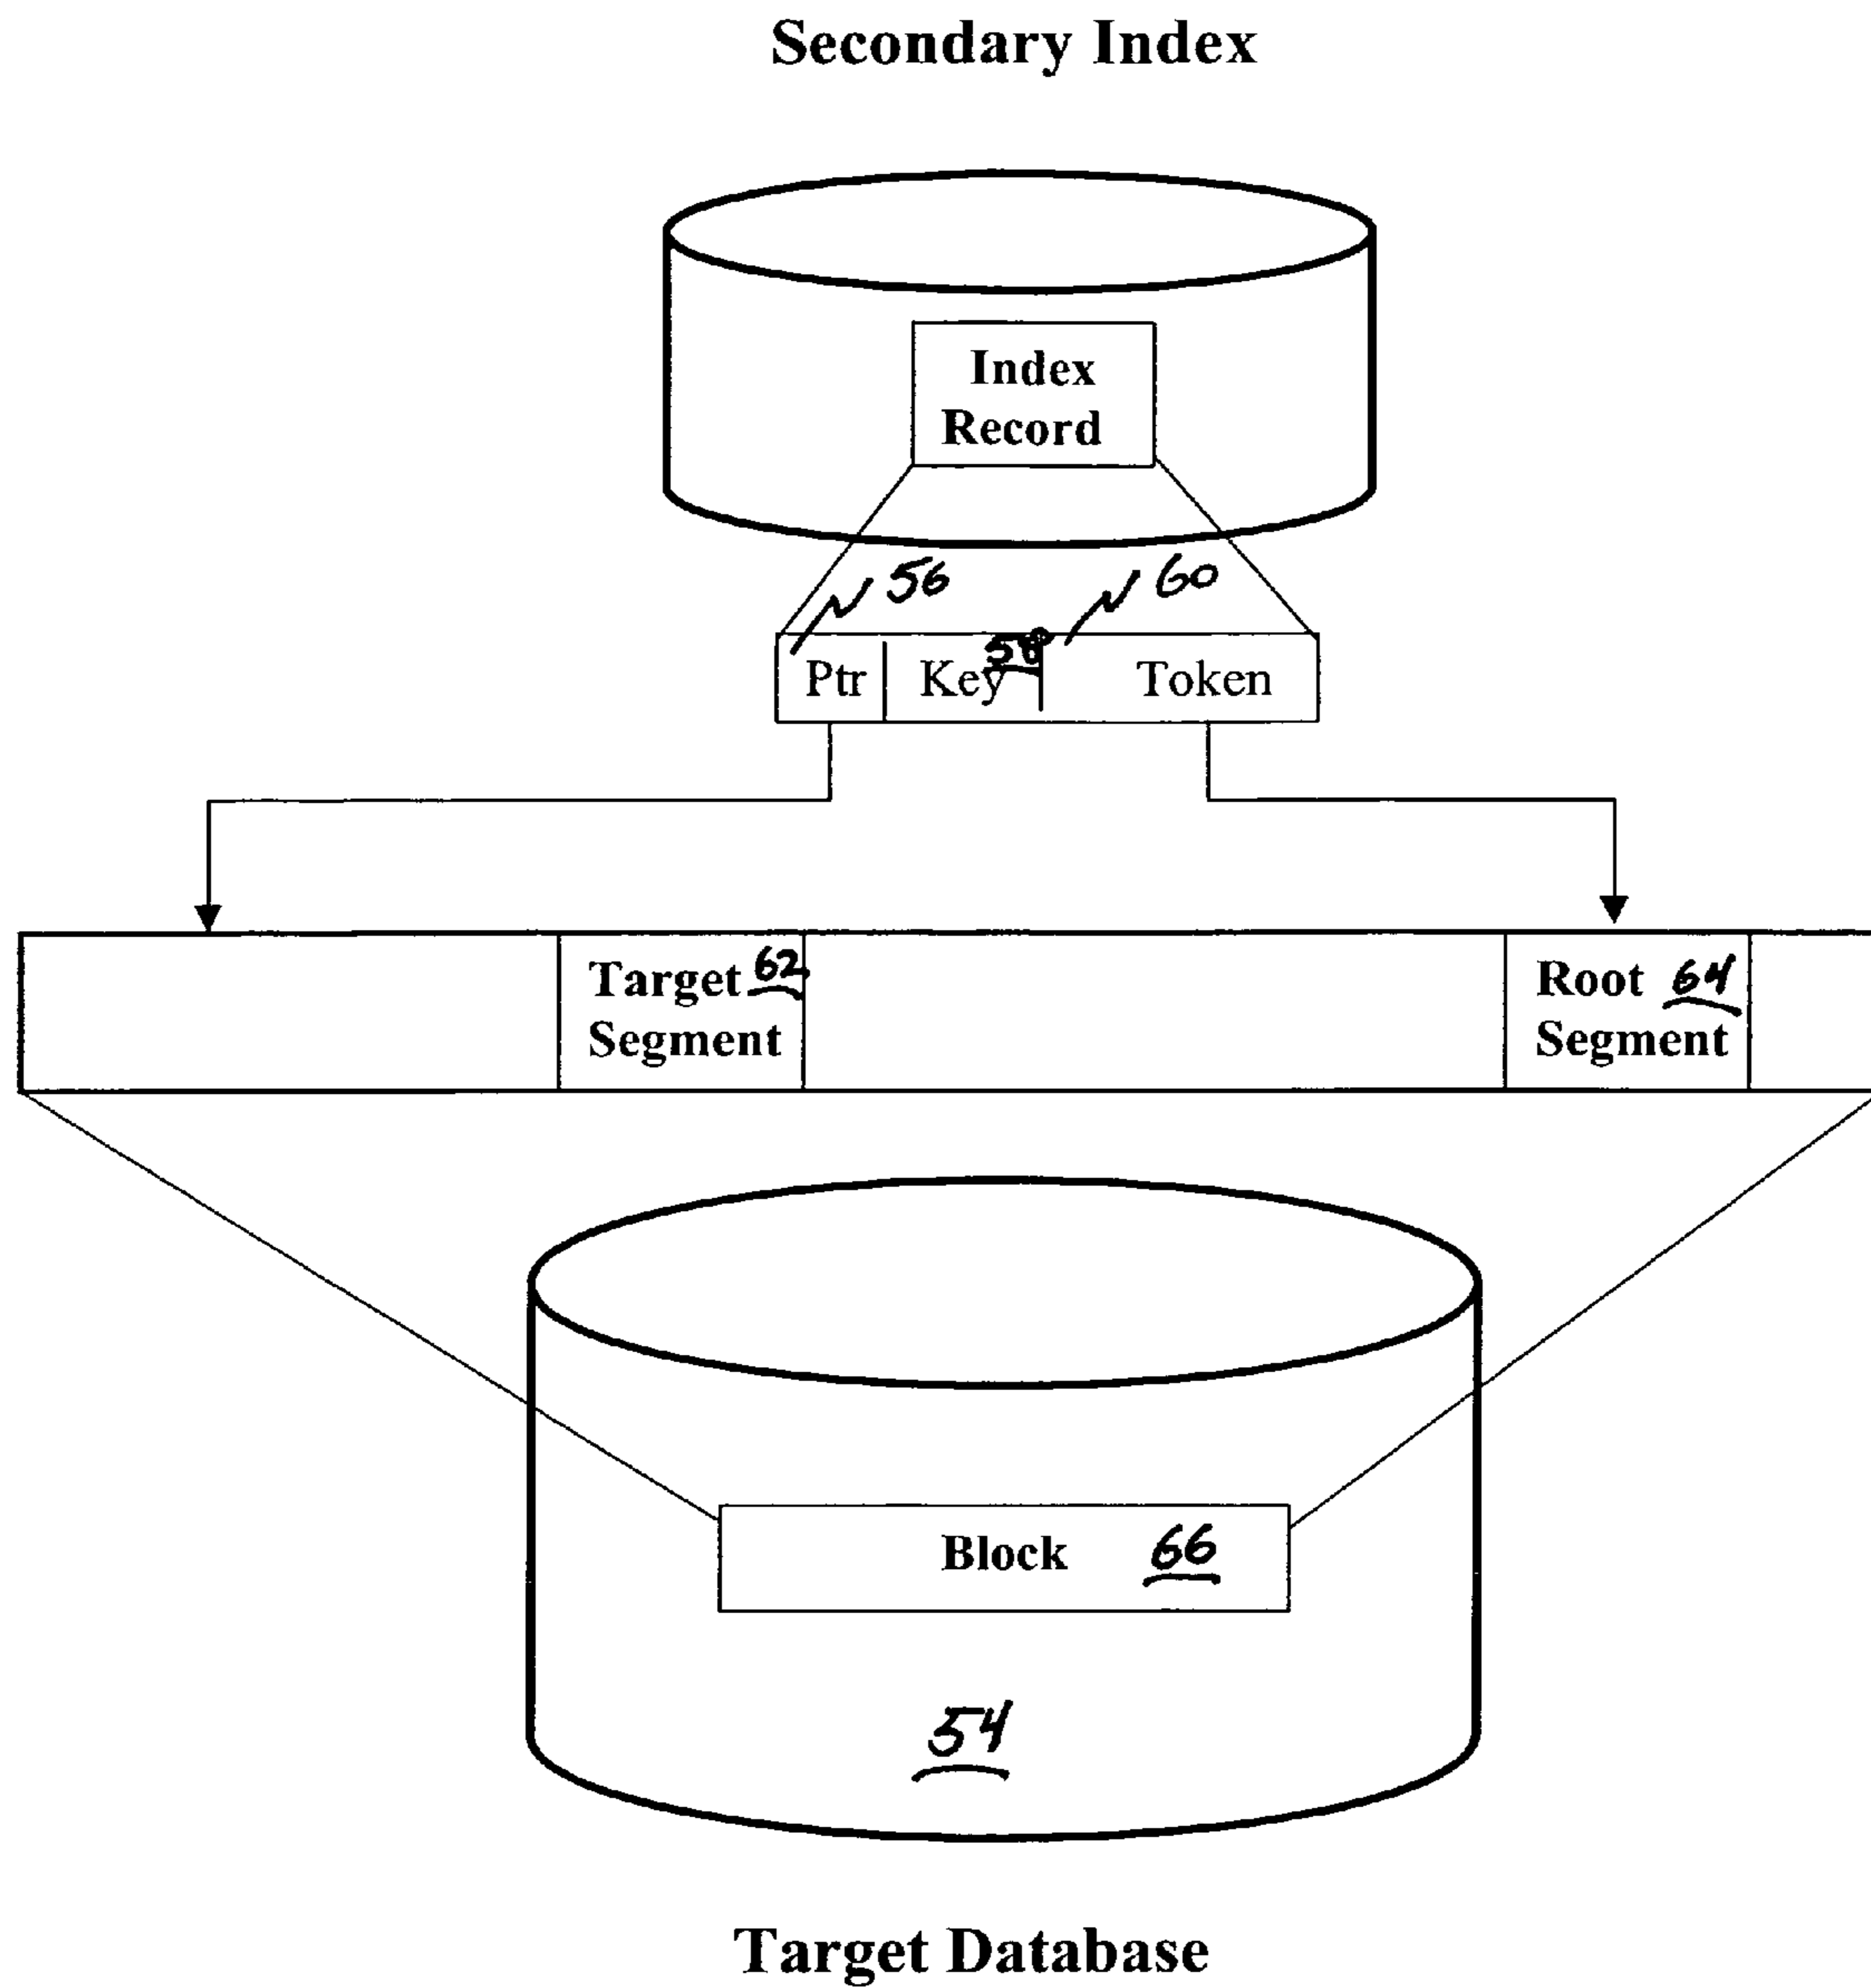 Secondary Index
Index
Record
56
60
Ptr
Key
58
Token
Target 62
Segment
Root 64
Segment
Block 66
54
Target Database